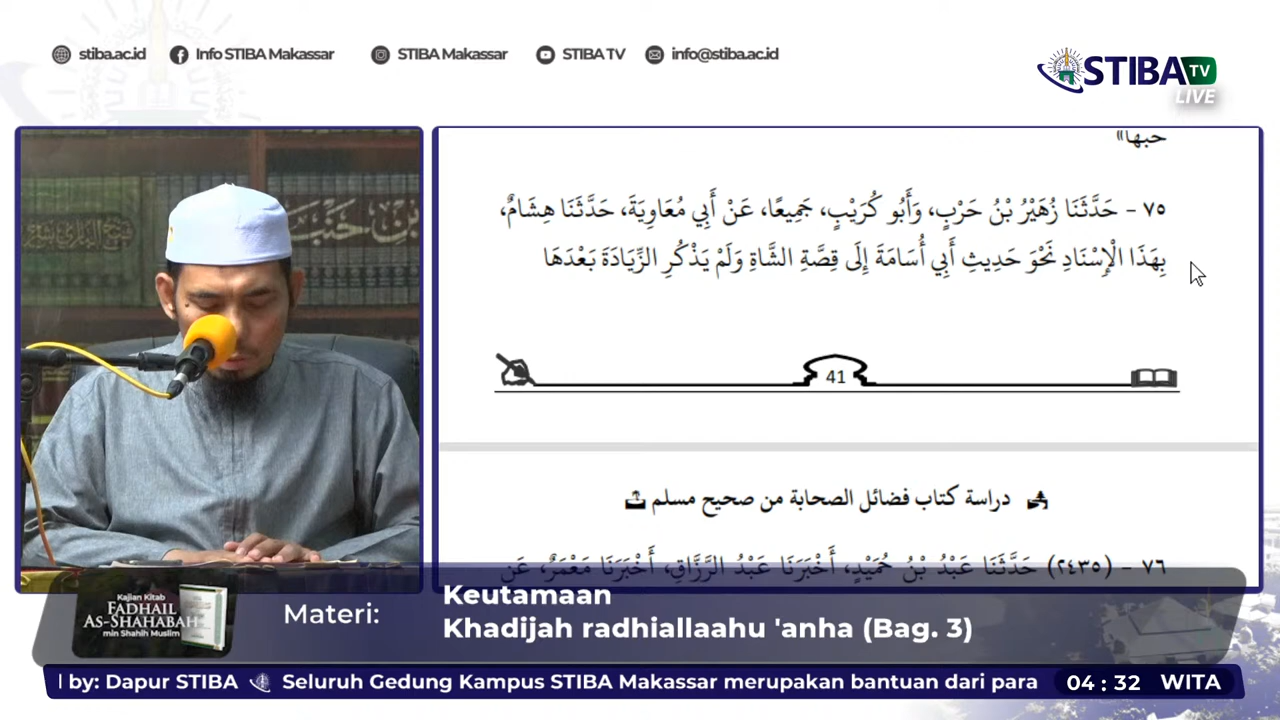 stiba.ac.id
Info STIBA Makassar
STIBA Makassar
STIBA TV
info@stiba.ac.id
STIBA TV
LIVE
حبها"
٧٥ - حَدَّثَنَا زُهَيْرُ بْنُ حَرْبٍ، وَأَبُو كُرَيْبٍ، جَمِيعًا، عَنْ أَبِي مُعَاوِيَةَ، حَدَّثَنَا هِشَامٌ،
بِهَذَا الْإِسْنَادِ نَحْوَ حَدِيثِ أَبِي أُسَامَةَ إِلَى قِصَّةِ الشَّاةِ وَلَمْ يَذْكُرِ الزِّيَادَةَ بَعْدَهَا
41
دراسة كتاب فضائل الصحابة من صحيح مسلم
٧٦ - (٢٤٣٥) حَدَّثَنَا عَبْدُ بْنُ حُمَيْدٍ، أَخْبَرَنَا عَبْدُ الرَّزَّاقِ، أَخْبَرَنَا مَعْمَرٌ، عَنِ
Kajian Kitab
FADHAIL
AS-SHAHABAH
min Shahih Muslim
Materi:
Keutamaan
Khadijah radhiallaahu 'anha (Bag. 3)
l by: Dapur STIBA Seluruh Gedung Kampus STIBA Makassar merupakan bantuan dari para
04 : 32 WITA